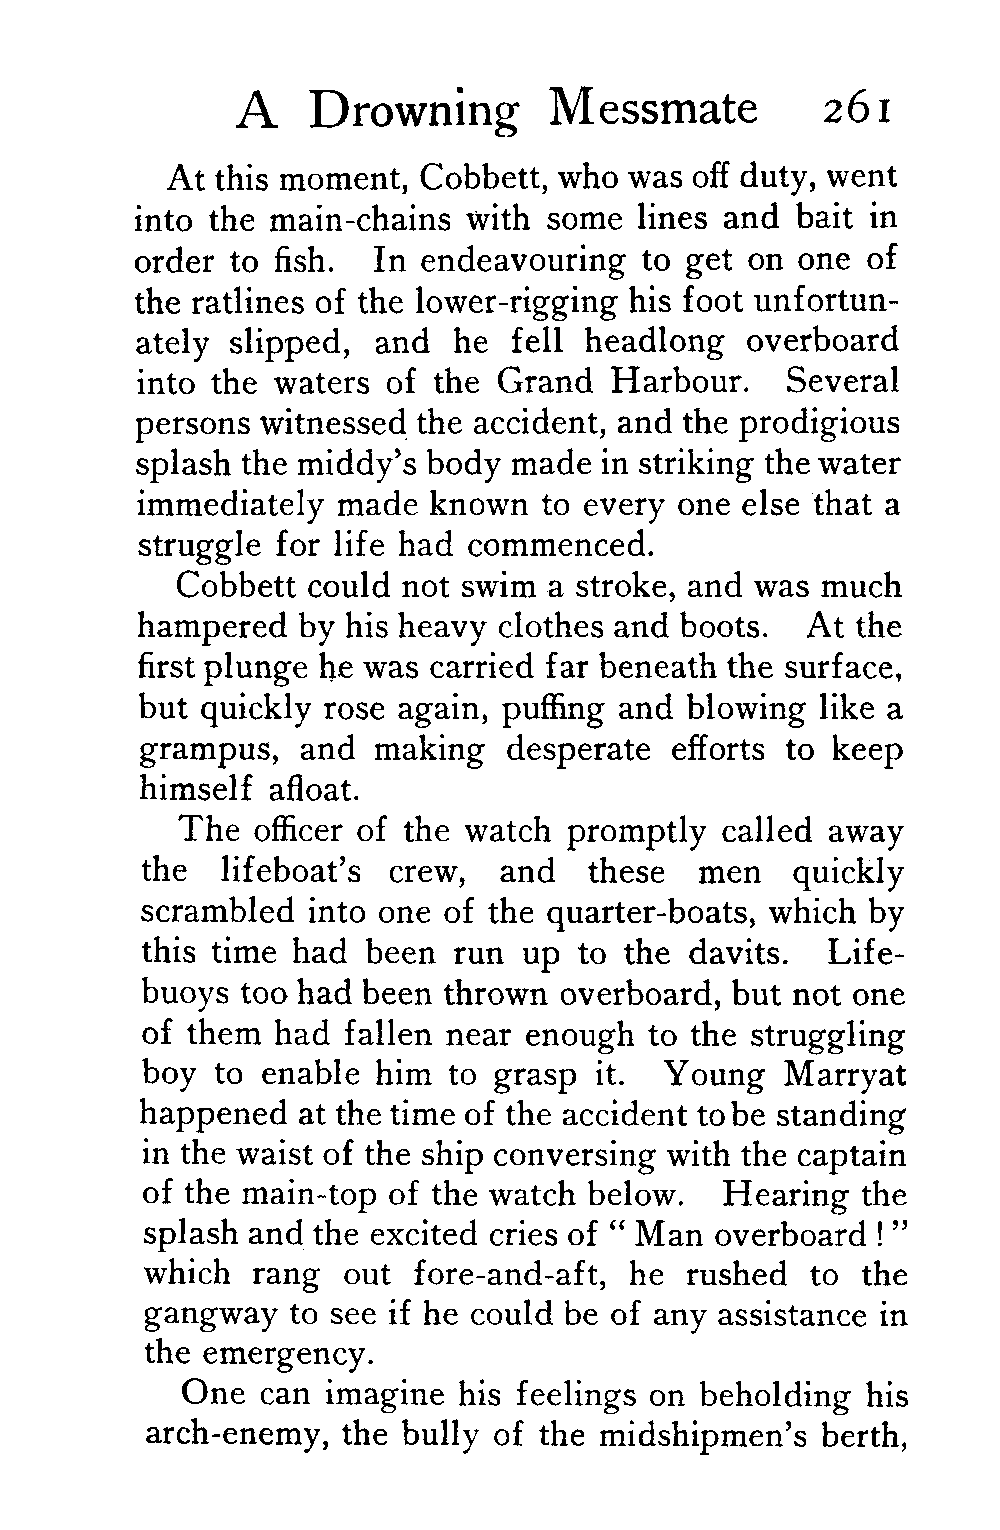 A Drowning Messmate 261
At this moment, Cobbett, who was off duty, went
into the main-chains with some lines and bait in
order to fish. In endeavouring to get on one of
the ratlines of the lower-rigging his foot unfortun-
ately slipped, and he fell headlong overboard
into the waters of the Grand Harbour. Several
persons witnessed the accident, and the prodigious
splash the middy's body made in striking the water
immediately made known to every one else that a
struggle for life had commenced.
Cobbett could not swim a stroke, and was much
hampered by his heavy clothes and boots. At the
first plunge he was carried far beneath the surface,
but quickly rose again, puffing and blowing like a
grampus, and making desperate efforts to keep
himself afloat.
The officer of the watch promptly called away
the lifeboat's crew, and these men quickly
scrambled into one of the quarter-boats, which by
this time had been run up to the davits. Life-
buoys too had been thrown overboard, but not one
of them had fallen near enough to the struggling
boy to enable him to grasp it. Young Marryat
happened at the time of the accident to be standing
in the waist of the ship conversing with the captain
of the main-top of the watch below. Hearing the
splash and the excited cries of “ Man overboard ! ”
which rang out fore-and-aft, he rushed to the
gangway to see if he could be of any assistance in
the emergency.
One can imagine his feelings on beholding his
arch-enemy, the bully of the midshipmen's berth,